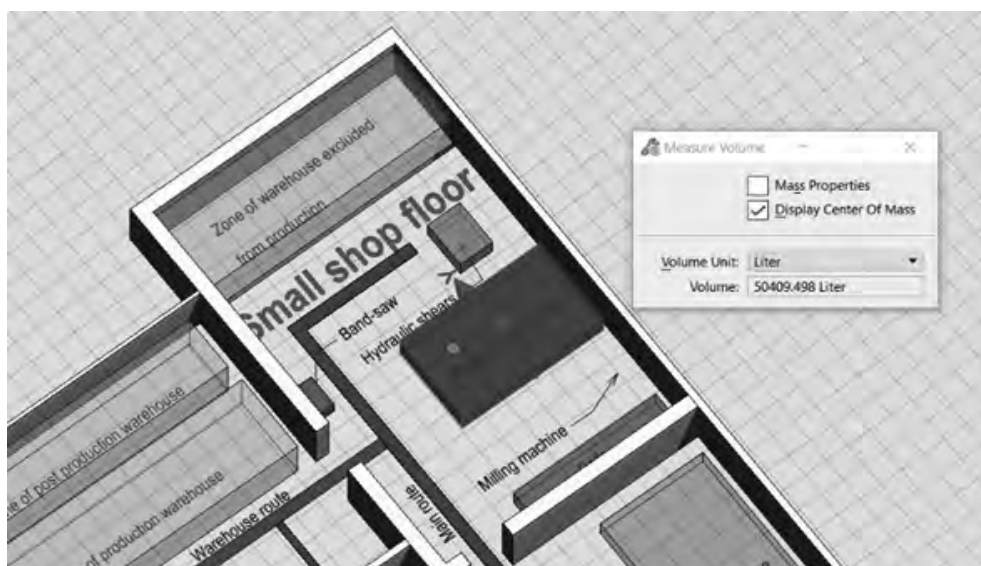 Zone of warehouse excluded
from production
Small shop floor
Band-saw
Hydraulic shears
Milling machine
Main route
Warehouse route
of post production warehouse
of production warehouse
Measure Volume
Mass Properties
Display Center Of Mass
Volume Unit: Liter
Volume: 50409.498 Liter